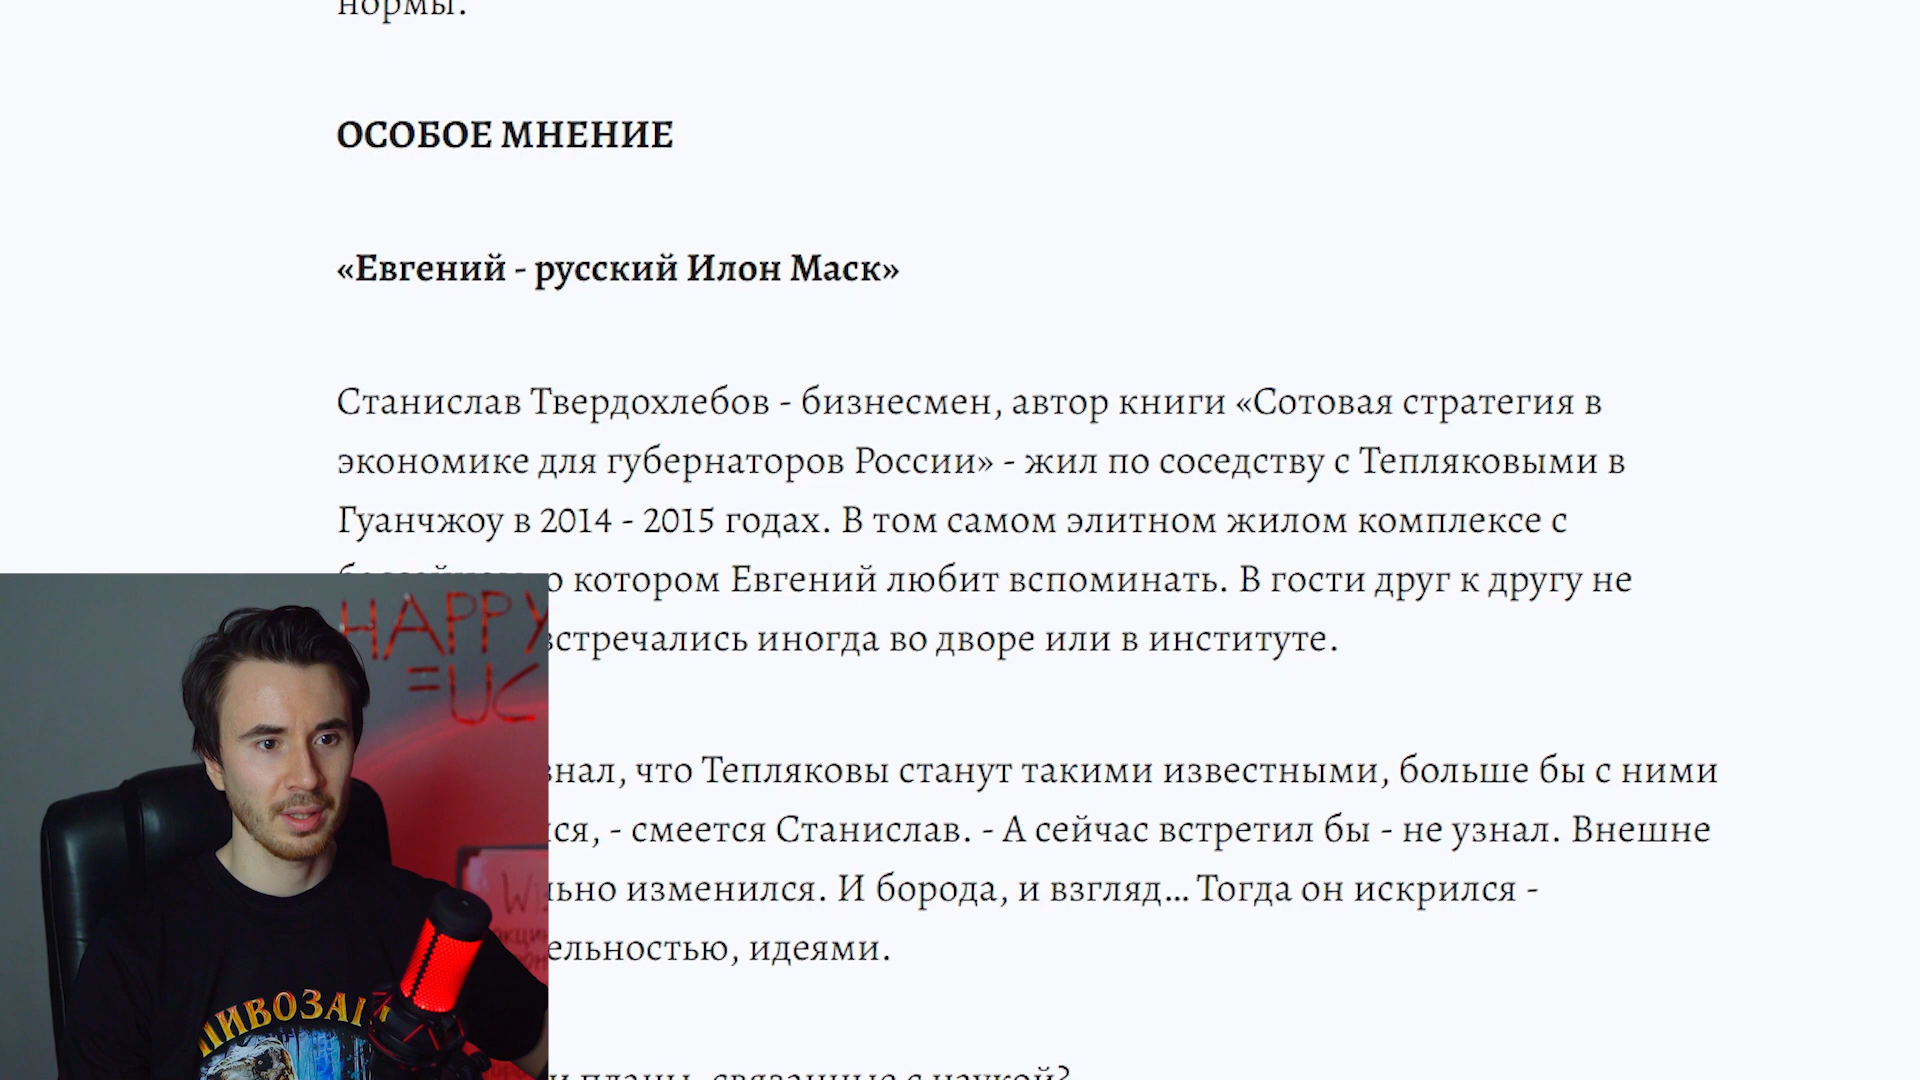 нормы.
ОСОБОЕ МНЕНИЕ
«Евгений - русский Илон Маск»
Станислав Твердохлебов - бизнесмен, автор книги «Сотовая стратегия в
экономике для губернаторов России» - жил по соседству с Тепляковыми в
Гуанчжоу в 2014 - 2015 годах. В том самом элитном жилом комплексе с
о котором Евгений любит вспоминать. В гости друг к другу не
встречались иногда во дворе или в институте.
знал, что Тепляковы станут такими известными, больше бы с ними
лся, - смеется Станислав. - А сейчас встретил бы - не узнал. Внешне
льно изменился. И борода, и взгляд... Тогда он искрился -
ельностью, идеями.
и планы, связанные с наукой?
HAPPY
=UC